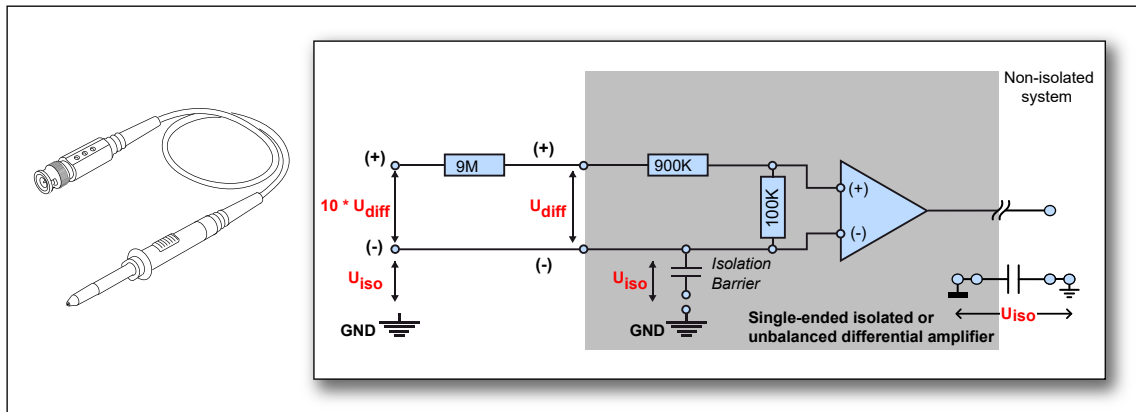 Non-isolated
system
(+)
9M
(+)
900K
100K
(+)
(-)
10 * Udiff
Udiff
(-)
(-)
Uiso
Uiso
Isolation
Barrier
GND
GND
Single-ended isolated or
unbalanced differential amplifier
Uiso